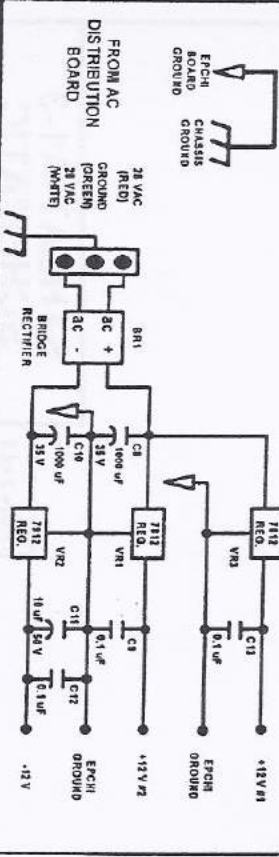 EPCHI
BOARD
GROUND
CHASSIS
GROUND
FROM AC
DISTRIBUTION
BOARD
28 VAC
(RED)
GROUND
(GREEN)
28 VAC
(WHITE)
BR1
ac +
ac -
BRIDGE
RECTIFIER
C8
1000 uF
35 V
C10
1000 uF
35 V
7812
REG.
VR3
7812
REG.
VR1
7812
REG.
VR2
C13
0.1 uF
C9
0.1 uF
C11
10 uF
50 V
C12
0.1 uF
+12 V #1
EPCHI
GROUND
+12 V #2
EPCHI
GROUND
-12 V